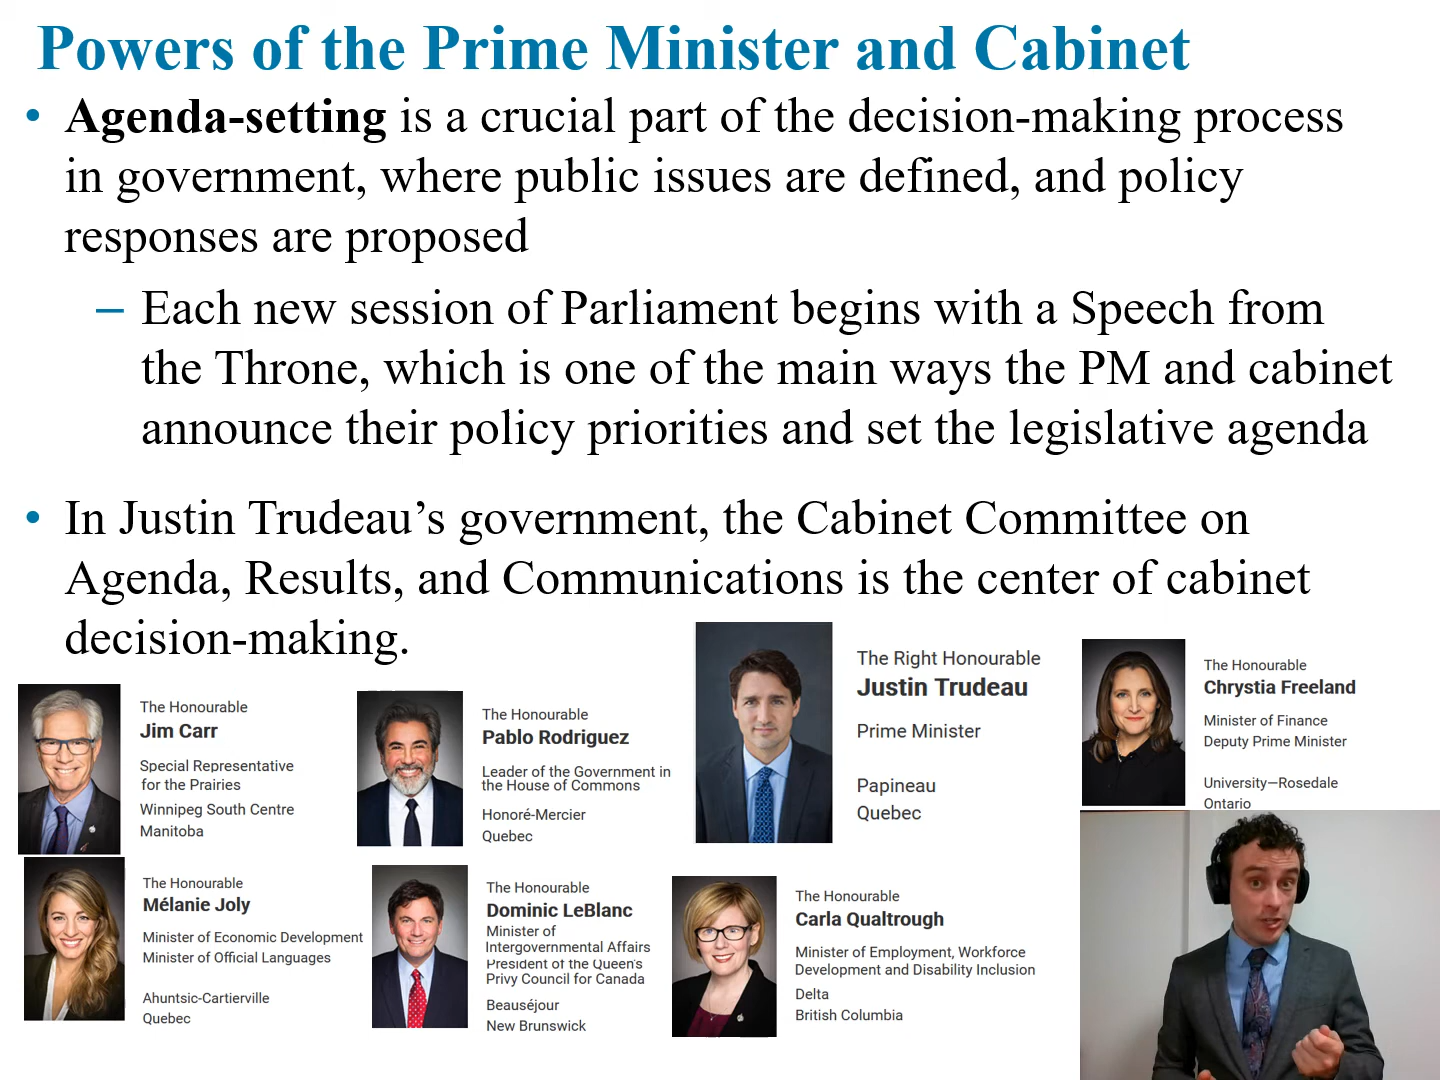 Powers of the Prime Minister and Cabinet
• Agenda-setting is a crucial part of the decision-making process
in government, where public issues are defined, and policy
responses are proposed
– Each new session of Parliament begins with a Speech from
the Throne, which is one of the main ways the PM and cabinet
announce their policy priorities and set the legislative agenda
• In Justin Trudeau’s government, the Cabinet Committee on
Agenda, Results, and Communications is the center of cabinet
decision-making.
The Honourable
Jim Carr
Special Representative
for the Prairies
Winnipeg South Centre
Manitoba
The Honourable
Pablo Rodriguez
Leader of the Government in
the House of Commons
Honoré-Mercier
Quebec
The Right Honourable
Justin Trudeau
Prime Minister
Papineau
Quebec
The Honourable
Chrystia Freeland
Minister of Finance
Deputy Prime Minister
University—Rosedale
Ontario
The Honourable
Mélanie Joly
Minister of Economic Development
Minister of Official Languages
Ahuntsic-Cartierville
Quebec
The Honourable
Dominic LeBlanc
Minister of
Intergovernmental Affairs
President of the Queen's
Privy Council for Canada
Beauséjour
New Brunswick
The Honourable
Carla Qualtrough
Minister of Employment, Workforce
Development and Disability Inclusion
Delta
British Columbia